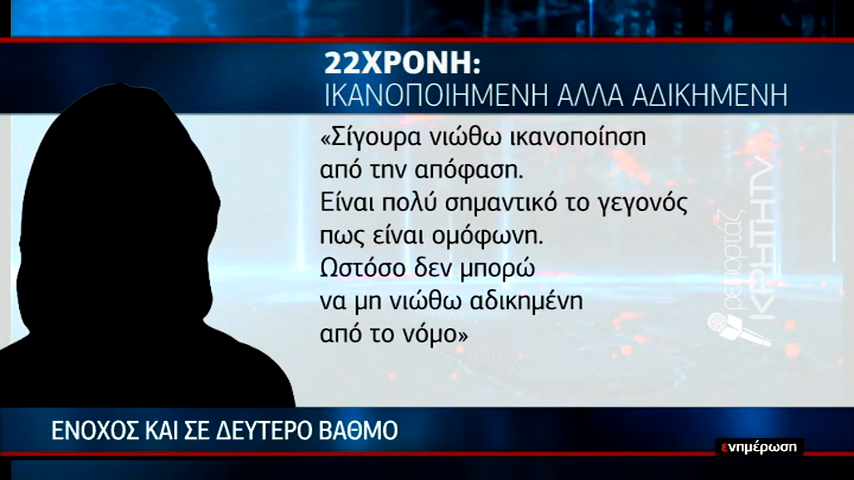 22ΧΡΟΝΗ:
ΙΚΑΝΟΠΟΙΗΜΕΝΗ ΑΛΛΑ ΑΔΙΚΗΜΕΝΗ
«Σίγουρα νιώθω ικανοποίηση
από την απόφαση.
Είναι πολύ σημαντικό το γεγονός
πως είναι ομόφωνη.
Ωστόσο δεν μπορώ
να μη νιώθω αδικημένη
από το νόμο»
ρεπορτάζ
ΚΡΗΤΗTV
ΕΝΟΧΟΣ ΚΑΙ ΣΕ ΔΕΥΤΕΡΟ ΒΑΘΜΟ
ενημέρωση